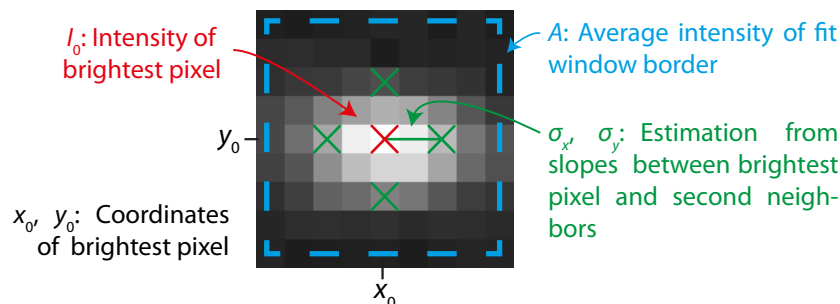 I₀: Intensity of
brightest pixel
A: Average intensity of fit
window border
y₀
σₓ, σᵧ: Estimation from
slopes between brightest
pixel and second neigh-
bors
x₀, y₀: Coordinates
of brightest pixel
x₀